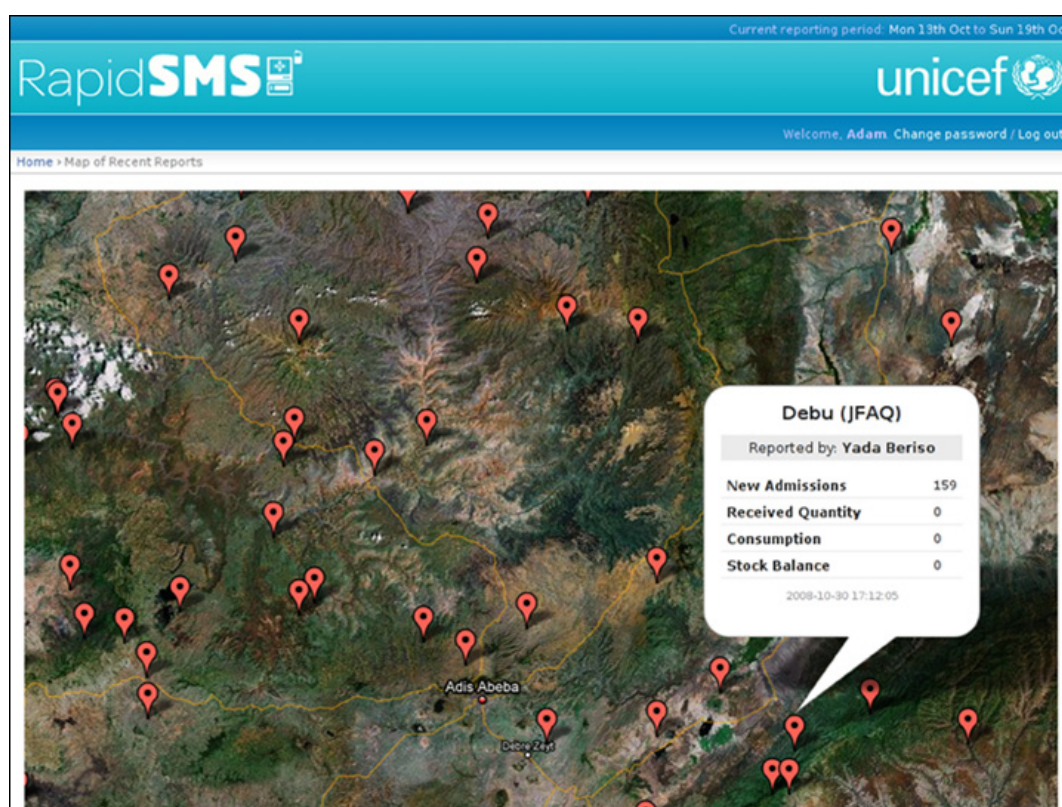 Current reporting period: Mon 13th Oct to Sun 19th Oc
RapidSMS
unicef
Welcome, Adam. Change password / Log out
Home › Map of Recent Reports
Debu (JFAQ)
Reported by: Yada Beriso
New Admissions 159
Received Quantity 0
Consumption 0
Stock Balance 0
2008-10-30 17:12:05
Adis Abeba
Debre Zeyt